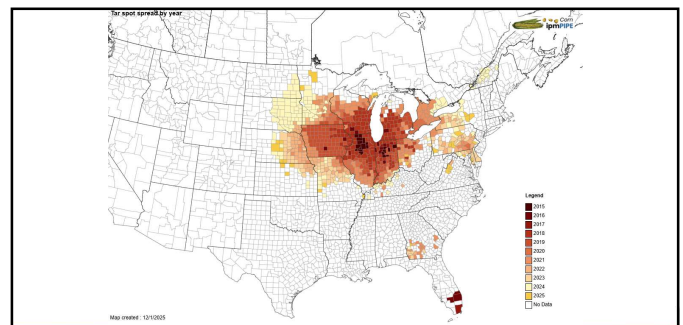 Tar spot spread by year
Corn
ipmPIPE
Legend
2015
2016
2017
2018
2019
2020
2021
2022
2023
2024
2025
No Data
Map created : 12/1/2025